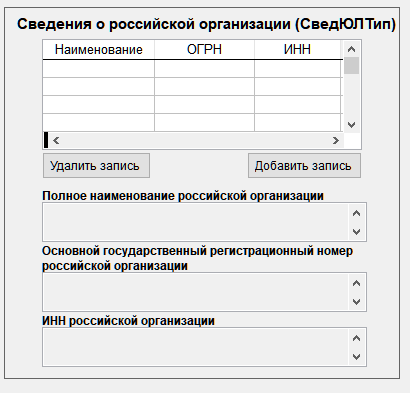 Сведения о российской организации (СведЮЛТип)
Наименование ОГРН ИНН
Удалить запись Добавить запись
Полное наименование российской организации
Основной государственный регистрационный номер
российской организации
ИНН российской организации